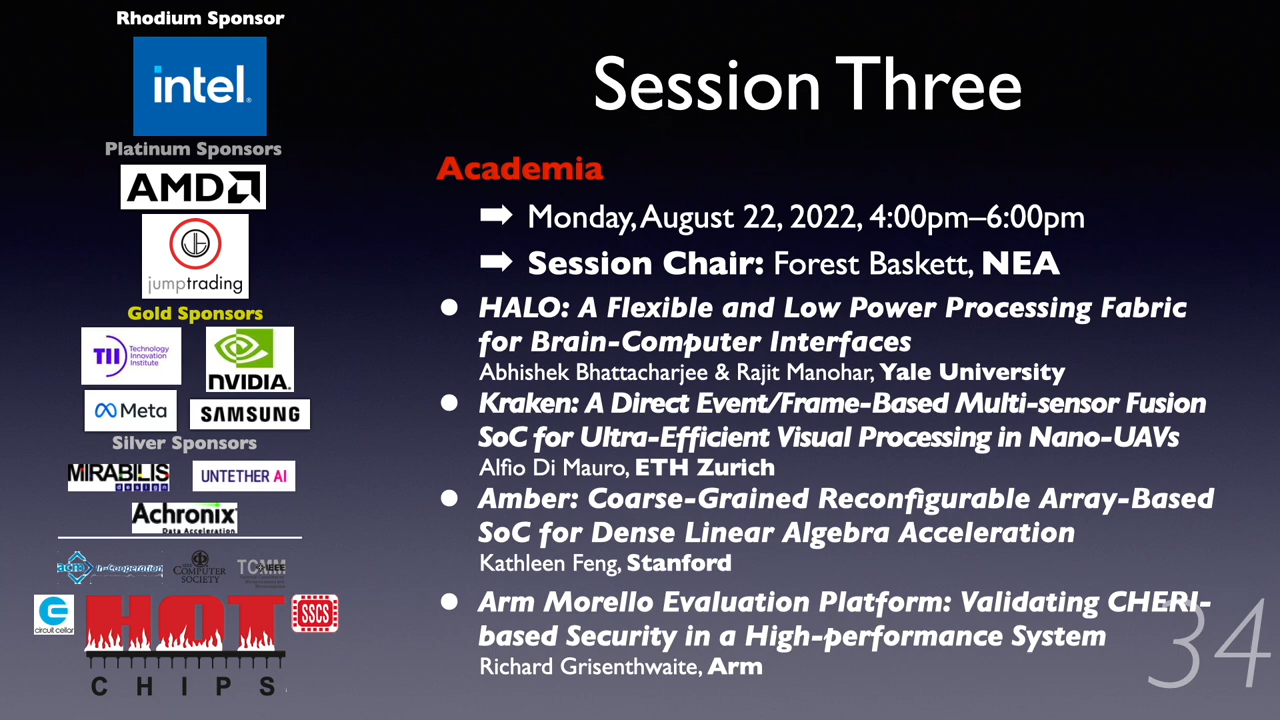 Rhodium Sponsor
intel.
Platinum Sponsors
AMD
jumptrading
Gold Sponsors
TII Technology Innovation Institute
NVIDIA.
Meta
SAMSUNG
Silver Sponsors
MIRABILIS
design
UNTETHER AI
Achronix
Data Acceleration
acm In-Cooperation
IEEE COMPUTER SOCIETY
TCMM IEEE
circuit cellar
HOT
CHIPS
SSCS
Session Three
Academia
➡ Monday, August 22, 2022, 4:00pm–6:00pm
➡ Session Chair: Forest Baskett, NEA
● HALO: A Flexible and Low Power Processing Fabric
for Brain-Computer Interfaces
Abhishek Bhattacharjee & Rajit Manohar, Yale University
● Kraken: A Direct Event/Frame-Based Multi-sensor Fusion
SoC for Ultra-Efficient Visual Processing in Nano-UAVs
Alfio Di Mauro, ETH Zurich
● Amber: Coarse-Grained Reconfigurable Array-Based
SoC for Dense Linear Algebra Acceleration
Kathleen Feng, Stanford
● Arm Morello Evaluation Platform: Validating CHERI-
based Security in a High-performance System
Richard Grisenthwaite, Arm
34